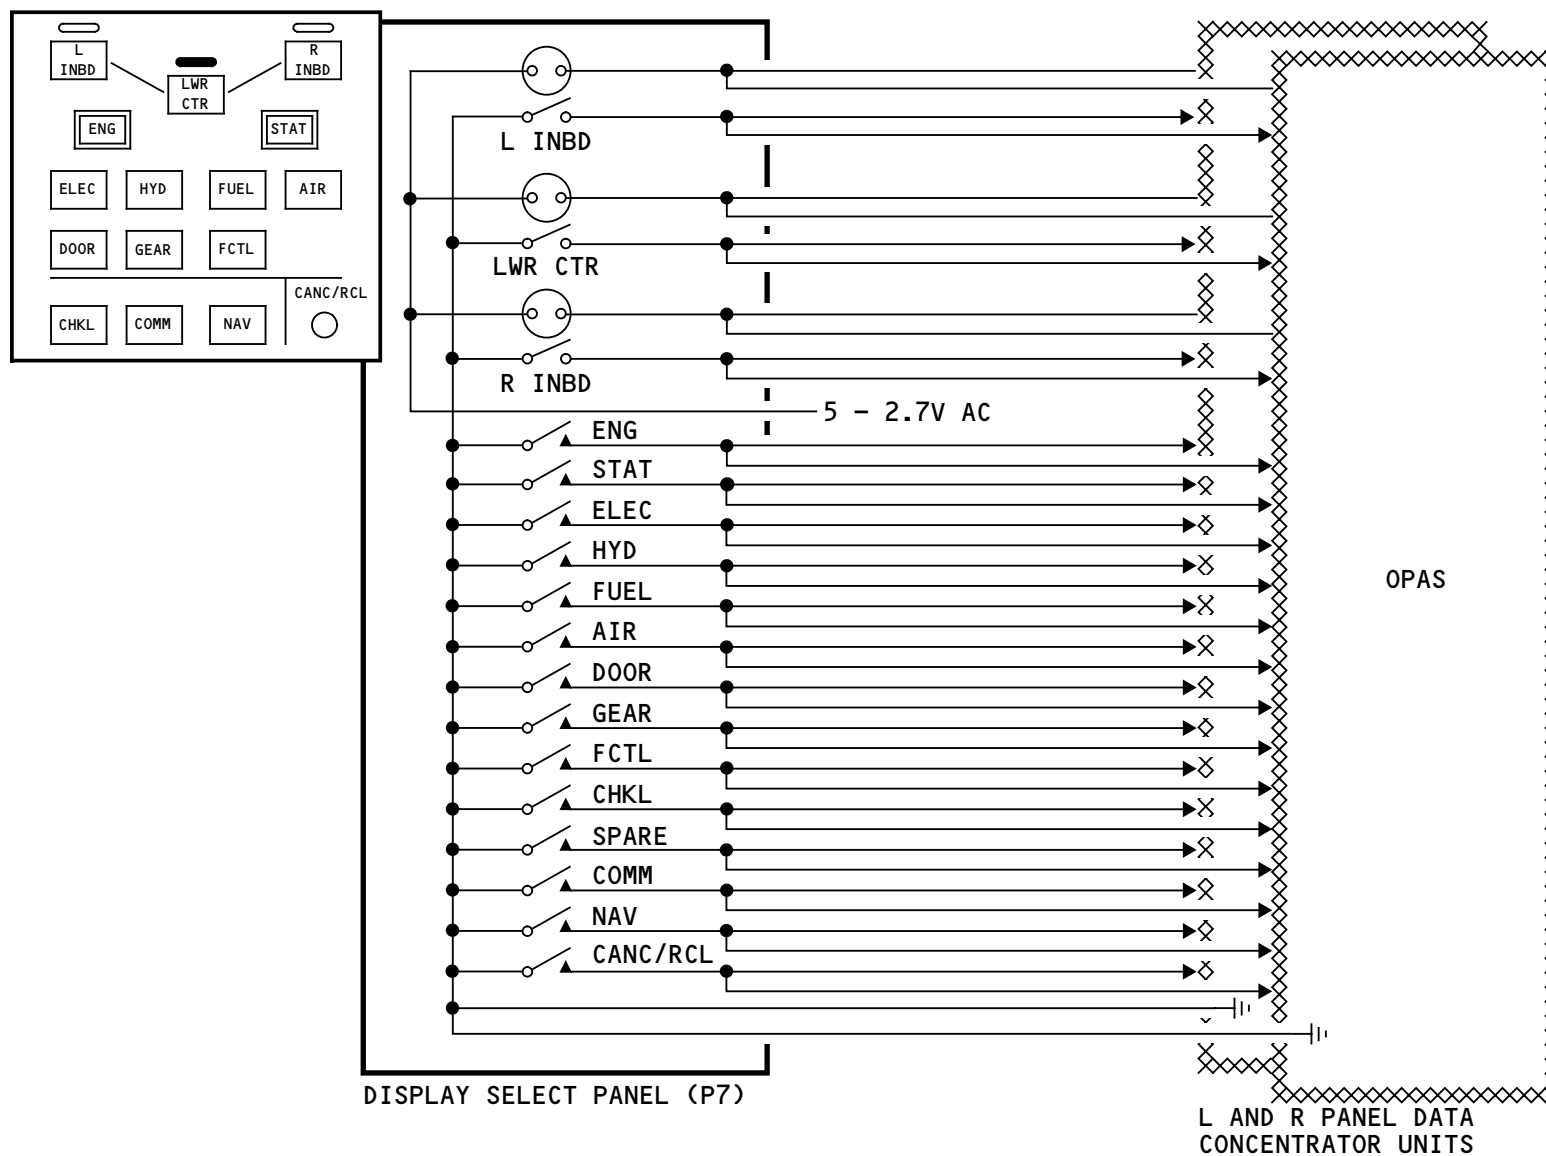 L
INBD
R
INBD
LWR
CTR
ENG
STAT
ELEC
HYD
FUEL
AIR
DOOR
GEAR
FCTL
CANC/RCL
CHKL
COMM
NAV
L INBD
LWR CTR
R INBD
5 - 2.7V AC
ENG
STAT
ELEC
HYD
FUEL
AIR
DOOR
GEAR
FCTL
CHKL
SPARE
COMM
NAV
CANC/RCL
OPAS
DISPLAY SELECT PANEL (P7)
L AND R PANEL DATA
CONCENTRATOR UNITS